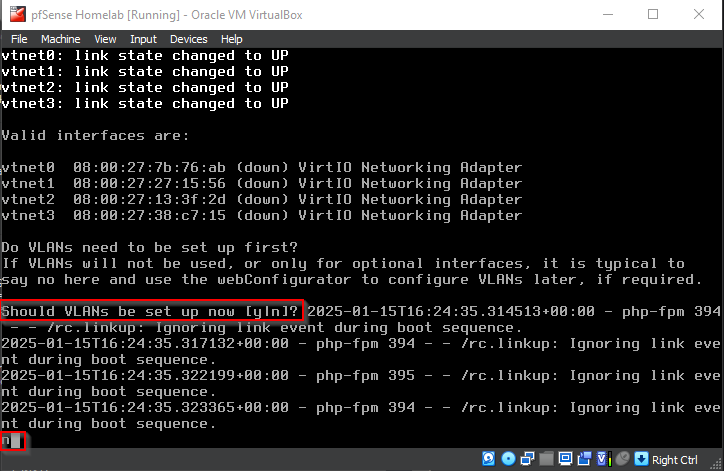 pfSense Homelab [Running] - Oracle VM VirtualBox
File Machine View Input Devices Help
vtnet0: link state changed to UP
vtnet1: link state changed to UP
vtnet2: link state changed to UP
vtnet3: link state changed to UP
Valid interfaces are:
vtnet0 08:00:27:7b:76:ab (down) VirtIO Networking Adapter
vtnet1 08:00:27:27:15:56 (down) VirtIO Networking Adapter
vtnet2 08:00:27:13:3f:2d (down) VirtIO Networking Adapter
vtnet3 08:00:27:38:c7:15 (down) VirtIO Networking Adapter
Do VLANs need to be set up first?
If VLANs will not be used, or only for optional interfaces, it is typical to
say no here and use the webConfigurator to configure VLANs later, if required.
Should VLANs be set up now [y|n]? 2025-01-15T16:24:35.314513+00:00 - php-fpm 394
- - /rc.linkup: Ignoring link event during boot sequence.
2025-01-15T16:24:35.317132+00:00 - php-fpm 394 - - /rc.linkup: Ignoring link eve
nt during boot sequence.
2025-01-15T16:24:35.322199+00:00 - php-fpm 395 - - /rc.linkup: Ignoring link eve
nt during boot sequence.
2025-01-15T16:24:35.323365+00:00 - php-fpm 394 - - /rc.linkup: Ignoring link eve
nt during boot sequence.
n
Right Ctrl